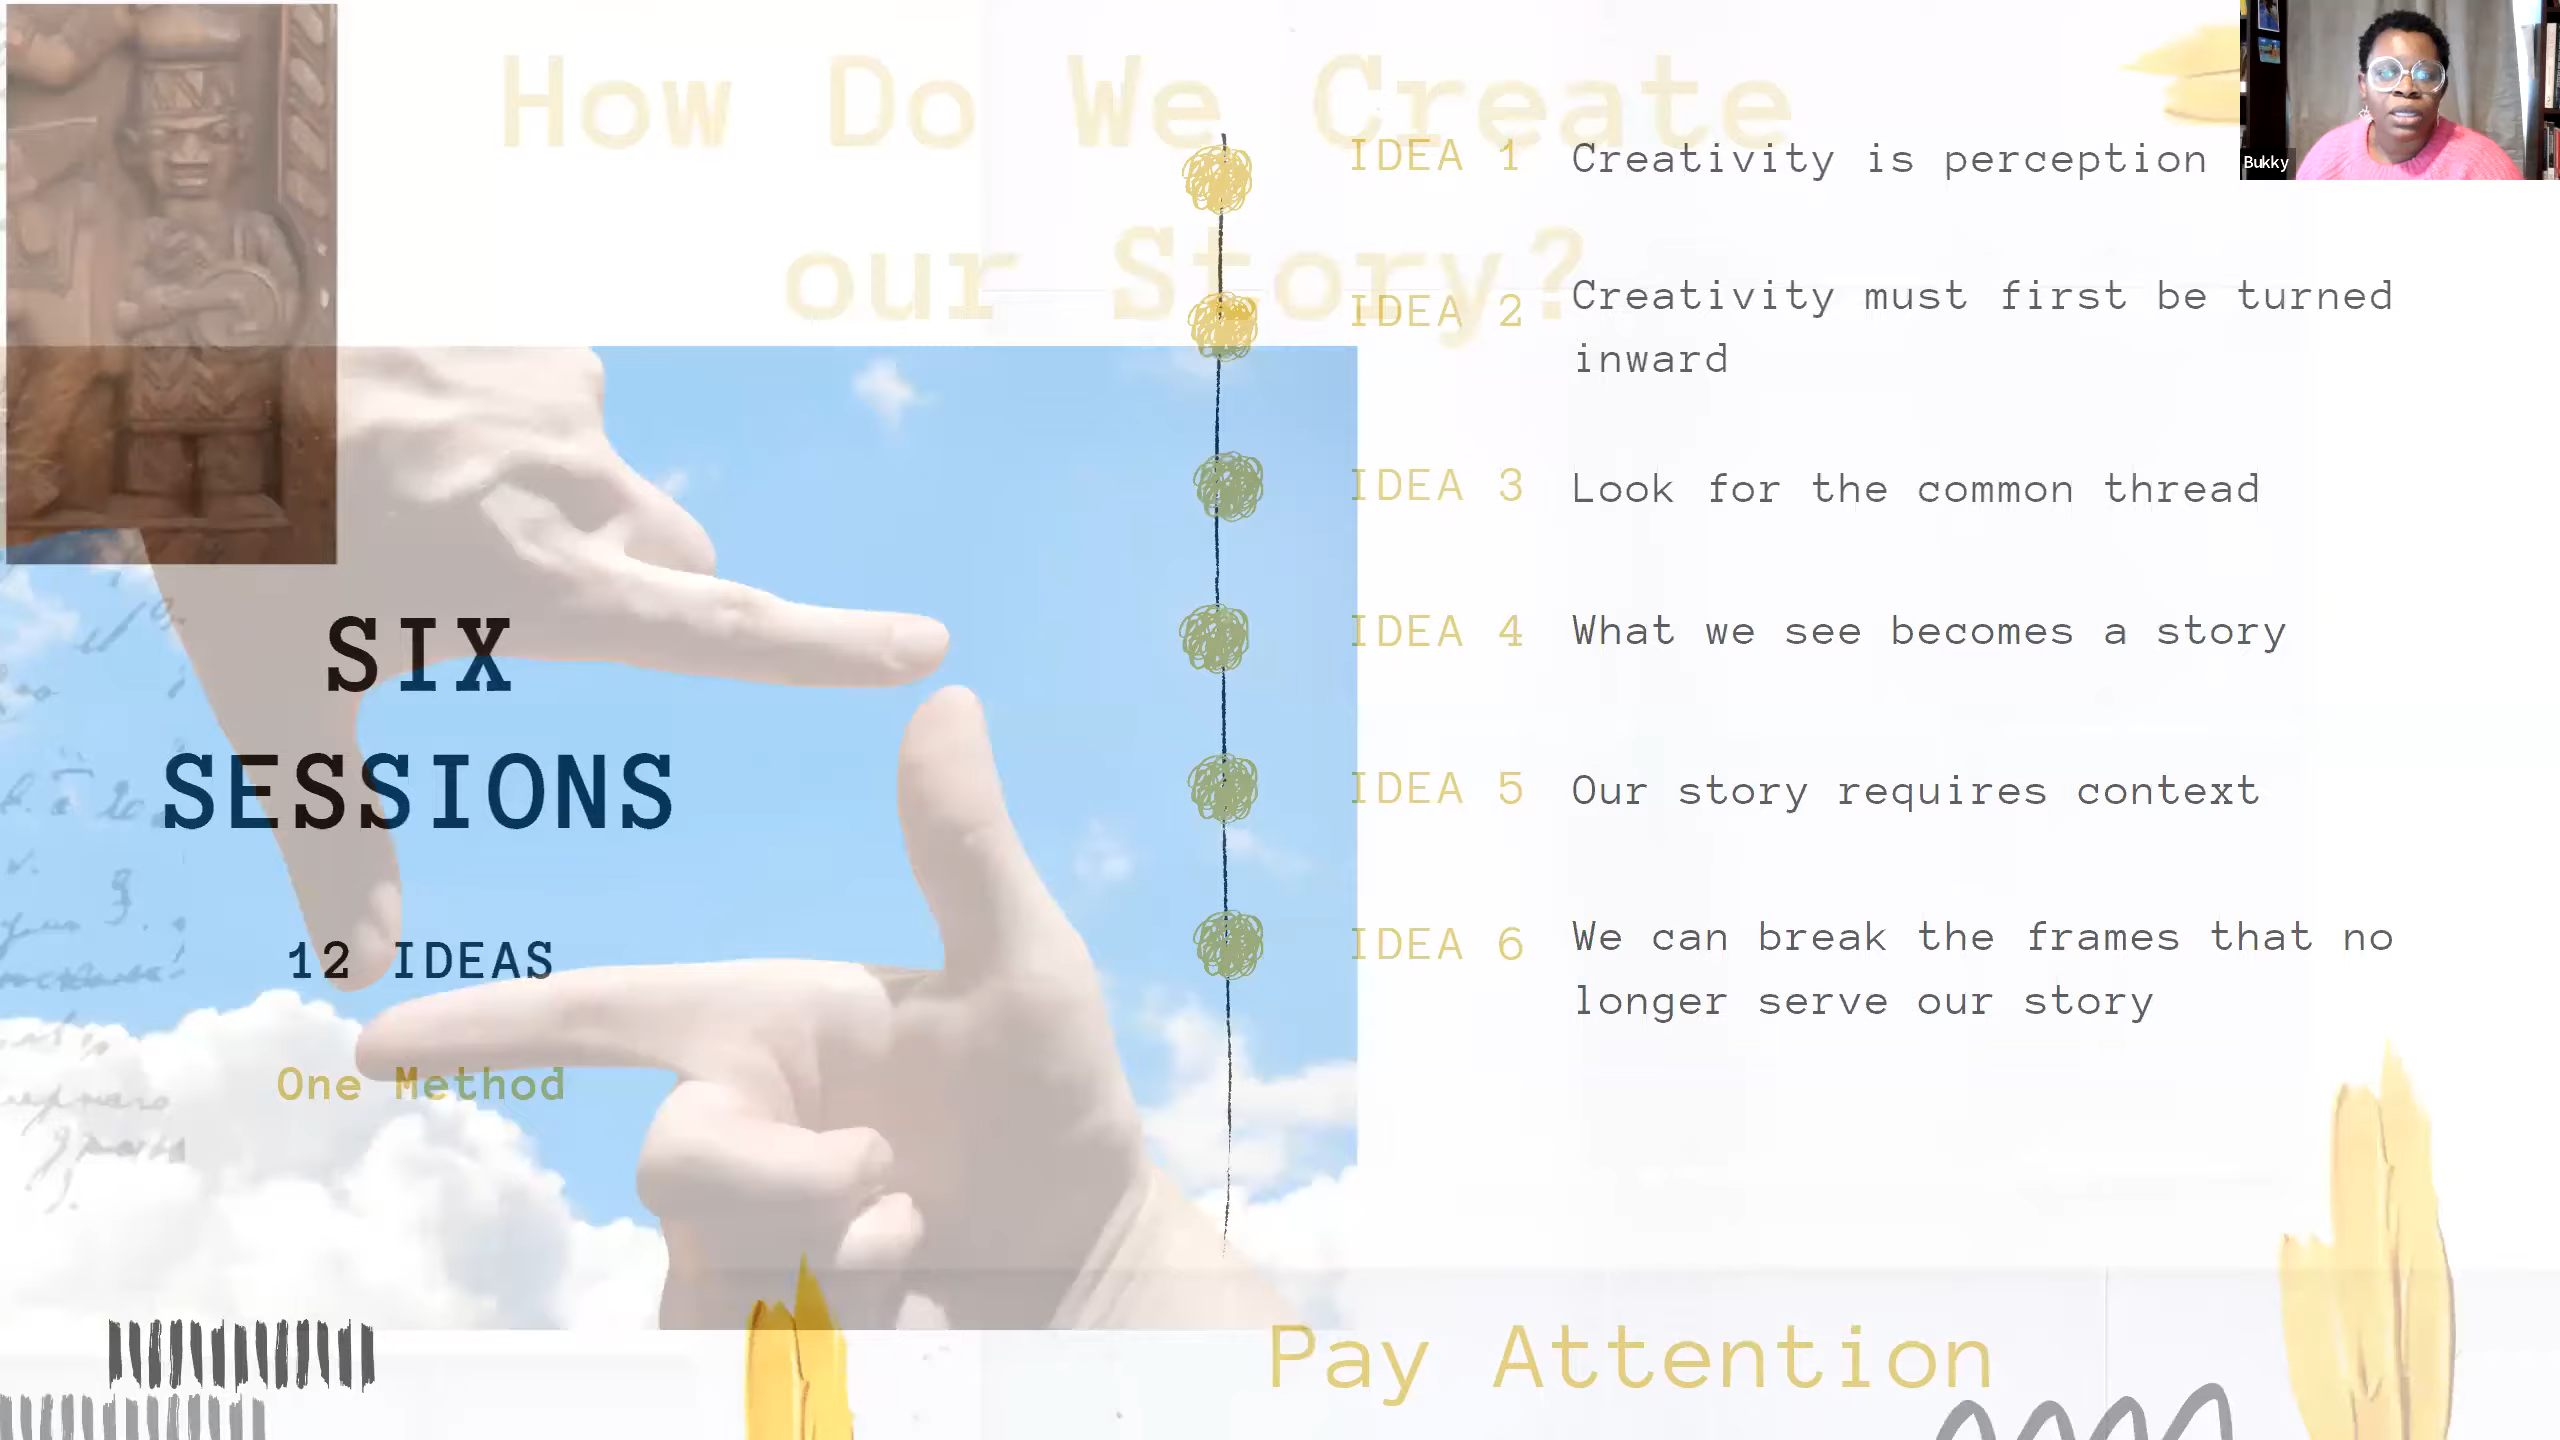 How Do We Create
our Story?
Bukky
SIX
SESSIONS
12 IDEAS
One Method
IDEA 1 Creativity is perception
IDEA 2 Creativity must first be turned
inward
IDEA 3 Look for the common thread
IDEA 4 What we see becomes a story
IDEA 5 Our story requires context
IDEA 6 We can break the frames that no
longer serve our story
Pay Attention